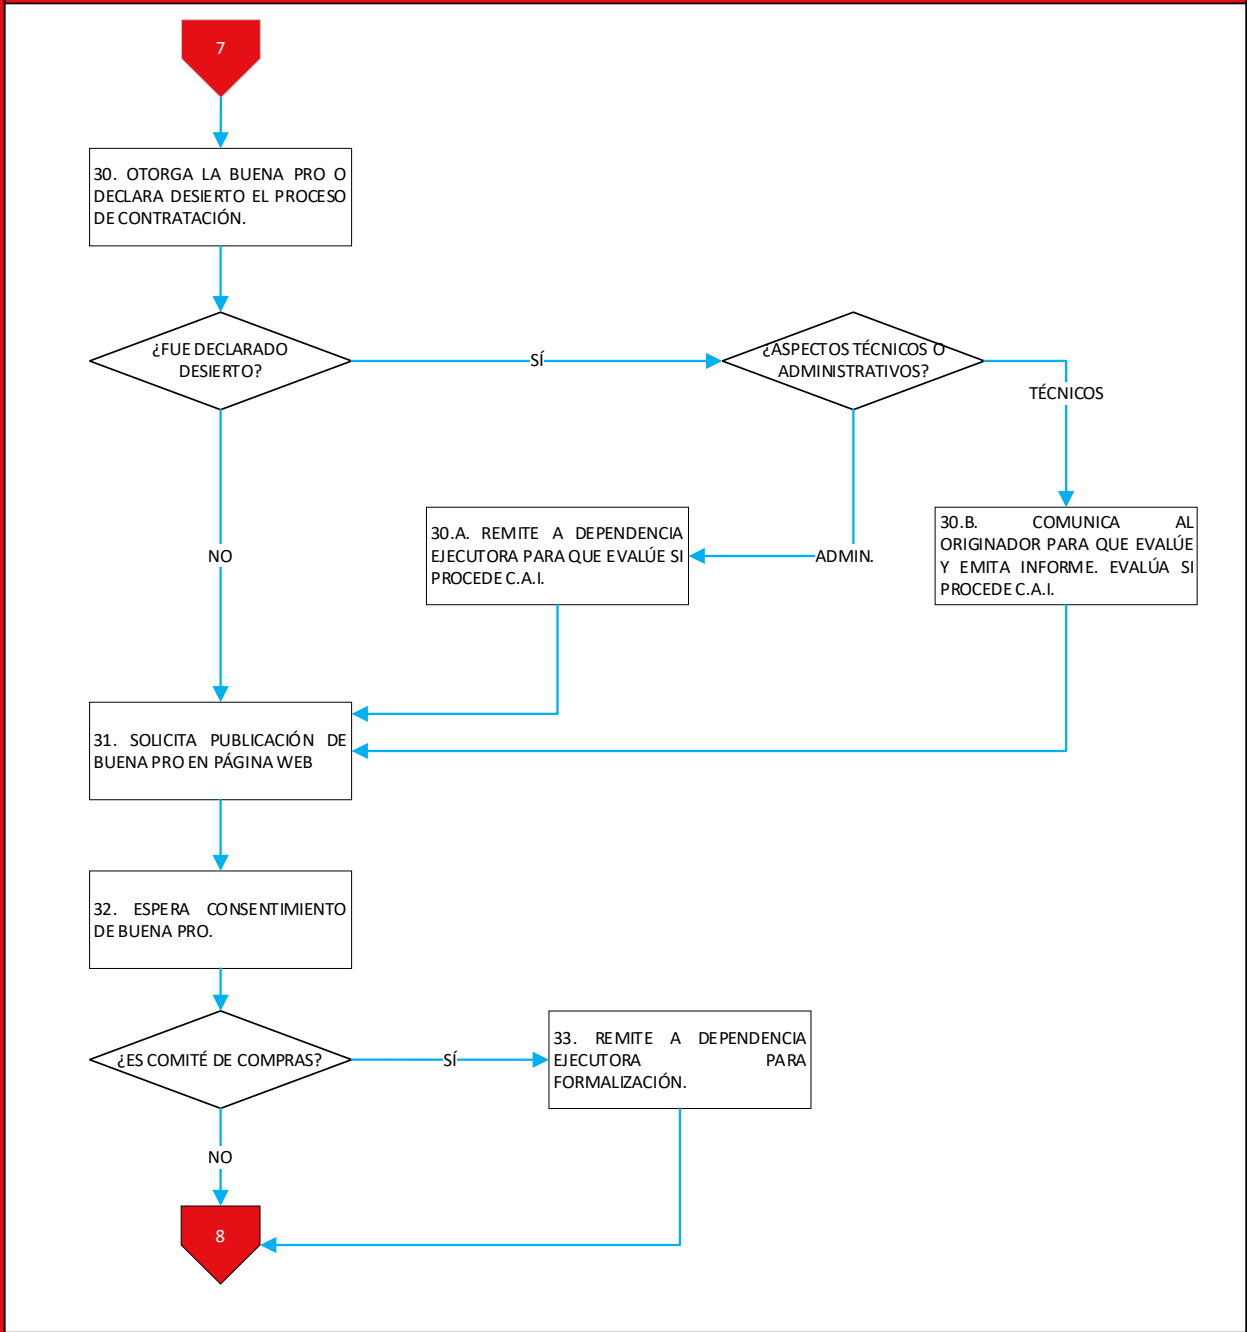 7
30. OTORGA LA BUENA PRO O
DECLARA DESIERTO EL PROCESO
DE CONTRATACIÓN.
¿FUE DECLARADO
DESIERTO?
SÍ
¿ASPECTOS TÉCNICOS O
ADMINISTRATIVOS?
TÉCNICOS
30.A. REMITE A DEPENDENCIA
EJECUTORA PARA QUE EVALÚE SI
PROCEDE C.A.I.
ADMIN.
30.B. COMUNICA AL
ORIGINADOR PARA QUE EVALÚE
Y EMITA INFORME. EVALÚA SI
PROCEDE C.A.I.
NO
31. SOLICITA PUBLICACIÓN DE
BUENA PRO EN PÁGINA WEB
32. ESPERA CONSENTIMIENTO
DE BUENA PRO.
¿ES COMITÉ DE COMPRAS?
SÍ
33. REMITE A DEPENDENCIA
EJECUTORA PARA
FORMALIZACIÓN.
NO
8